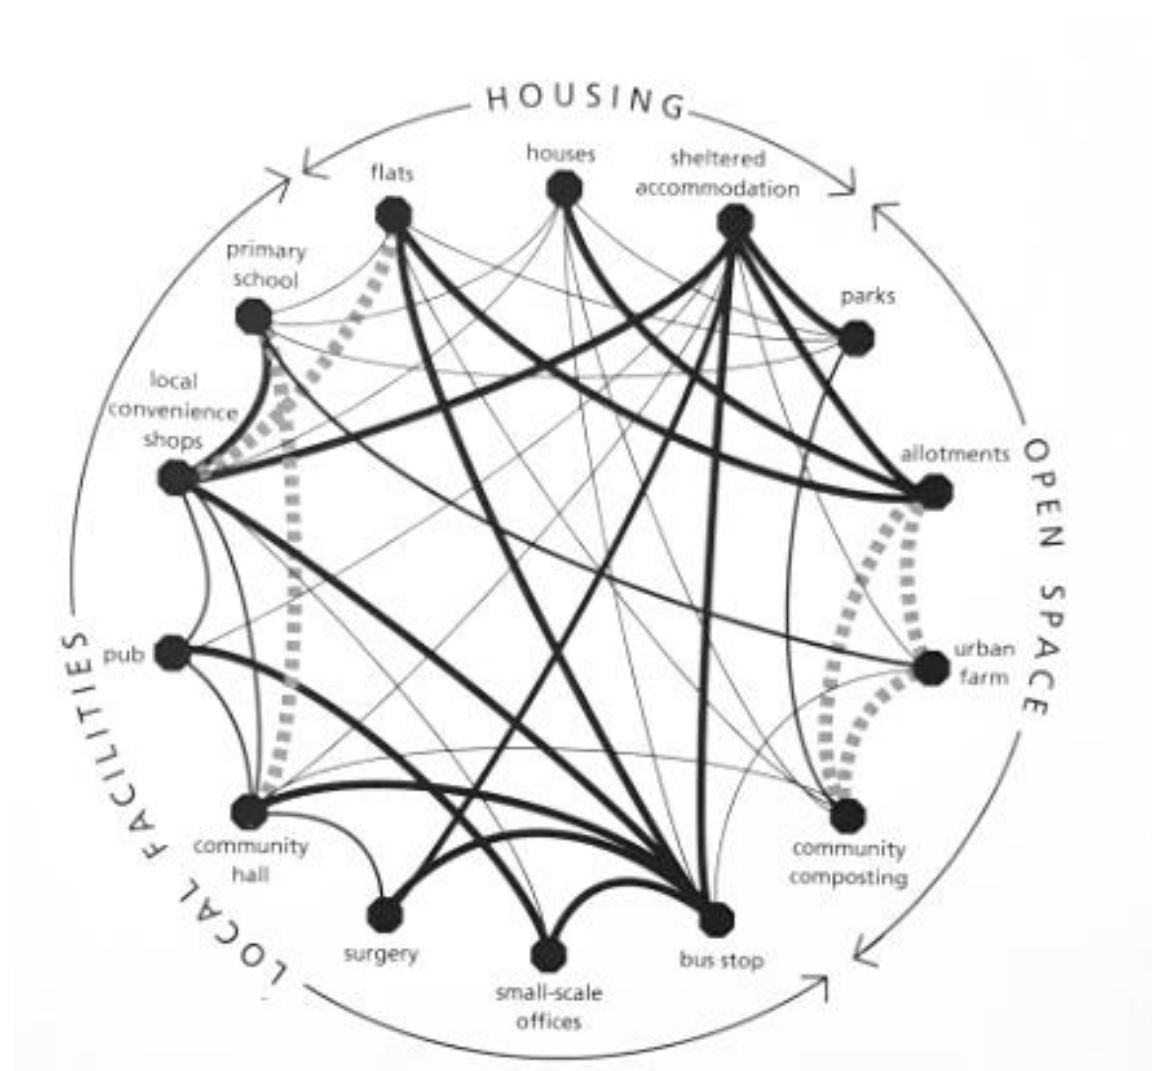 HOUSING
houses
sheltered
accommodation
flats
primary
school
parks
local
convenience
shops
allotments
OPEN SPACE
pub
urban
farm
LOCAL FACILITIES
community
hall
community
composting
surgery
bus stop
small-scale
offices